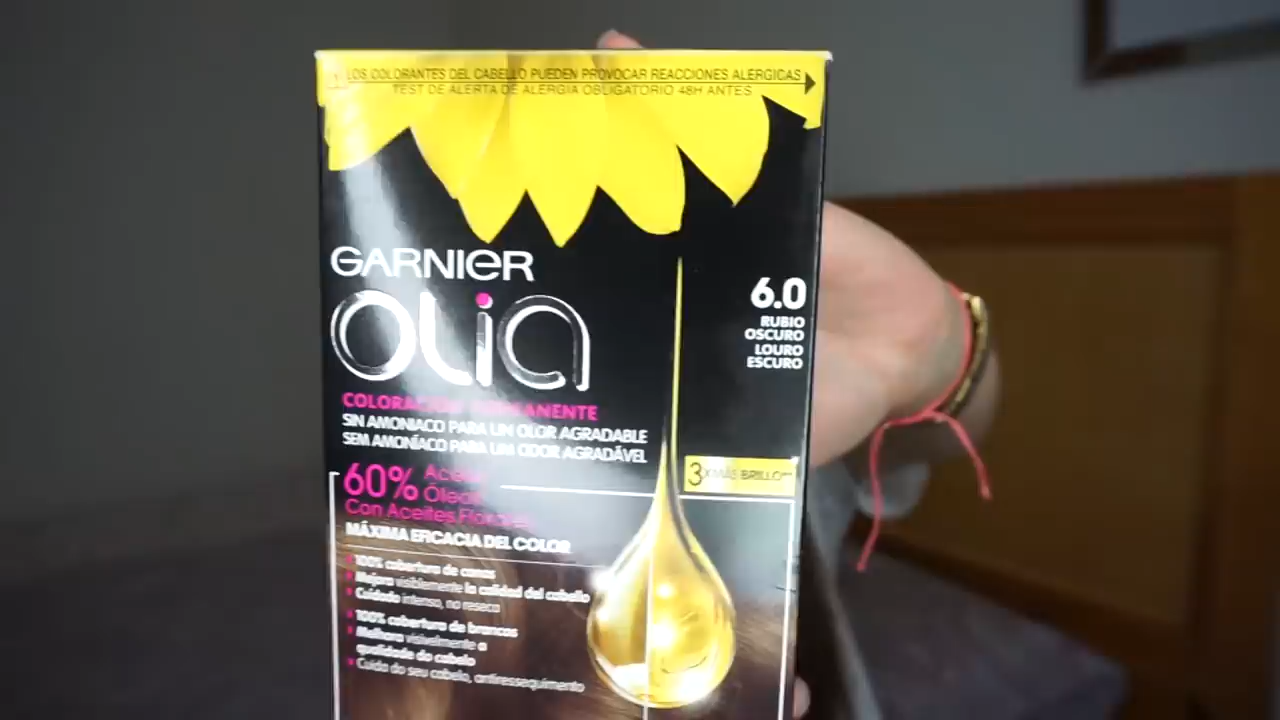 LOS COLORANTES DEL CABELLO PUEDEN PROVOCAR REACCIONES ALERGICAS
TEST DE ALERTA DE ALERGIA OBLIGATORIO 48H ANTES
GARNIER
OLIA
6.0
RUBIO
OSCURO
LOURO
ESCURO
COLORACIÓN PERMANENTE
SIN AMONIACO PARA UN OLOR AGRADABLE
SEM AMONÍACO PARA UM ODOR AGRADÁVEL
3X MÁS BRILLO**
60% Aceites
Óleos
Con Aceites Florales
MÁXIMA EFICACIA DEL COLOR
100% cobertura de canas
Mejora visiblemente la calidad del cabello
Cuidado intenso, no reseca
100% cobertura de brancos
Melhora visivelmente a
qualidade do cabelo
Cuida do seu cabelo, antirressequimento